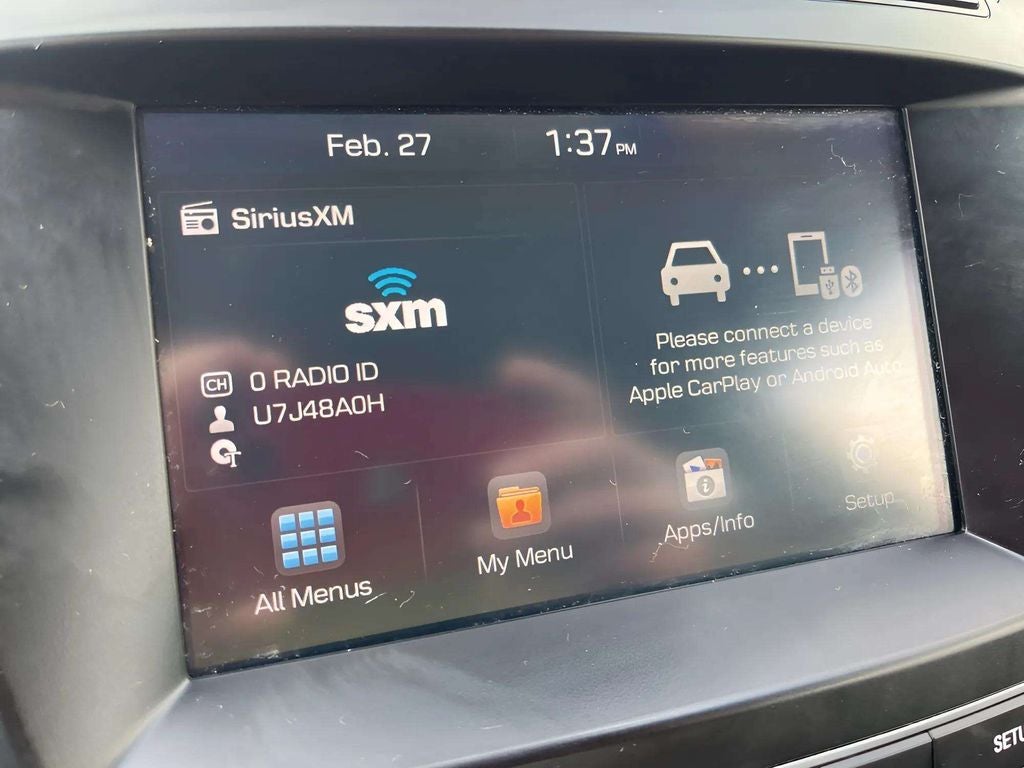 Feb. 27 1:37 PM
SiriusXM
sxm
CH 0 RADIO ID
U7J48A0H
T
Please connect a device
for more features such as
Apple CarPlay or Android Auto.
All Menus
My Menu
Apps/Info
Setup
SETU